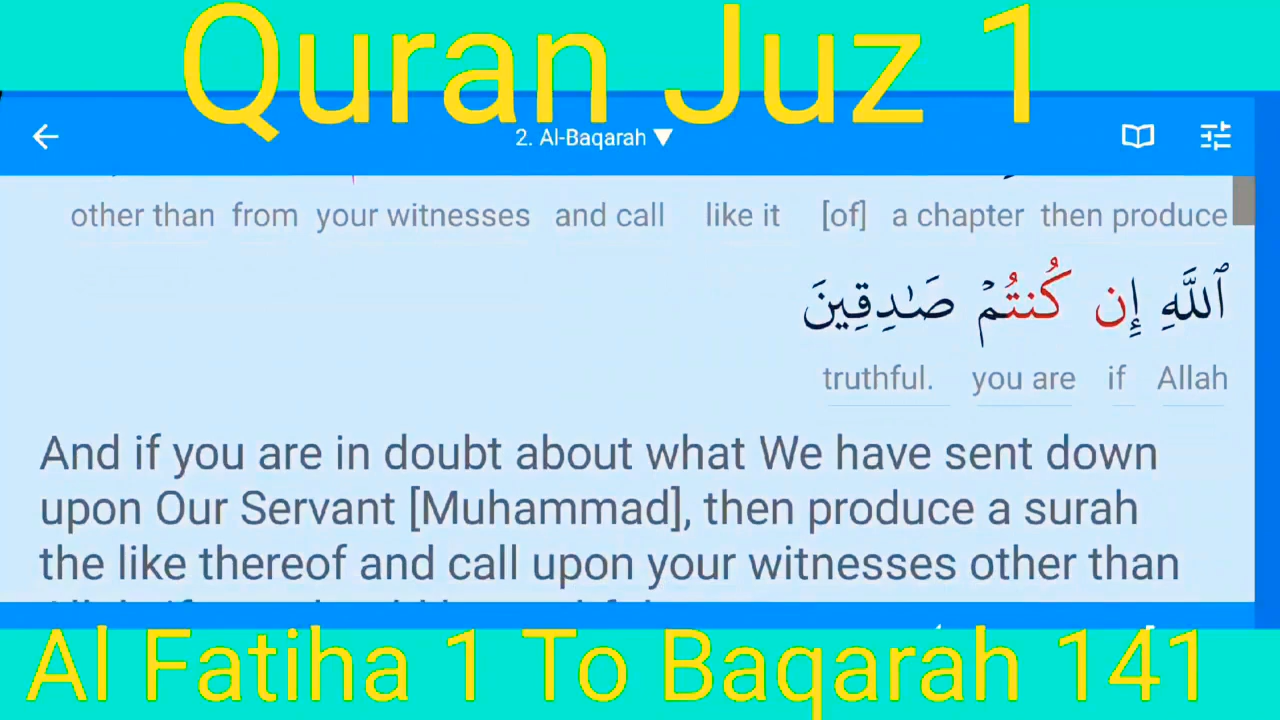 Quran Juz 1
2. Al-Baqarah ▼
other than from your witnesses and call like it [of] a chapter then produce
ٱللَّهِ إِن كُنتُمْ صَـٰدِقِينَ
truthful. you are if Allah
And if you are in doubt about what We have sent down
upon Our Servant [Muhammad], then produce a surah
the like thereof and call upon your witnesses other than
Al Fatiha 1 To Baqarah 141